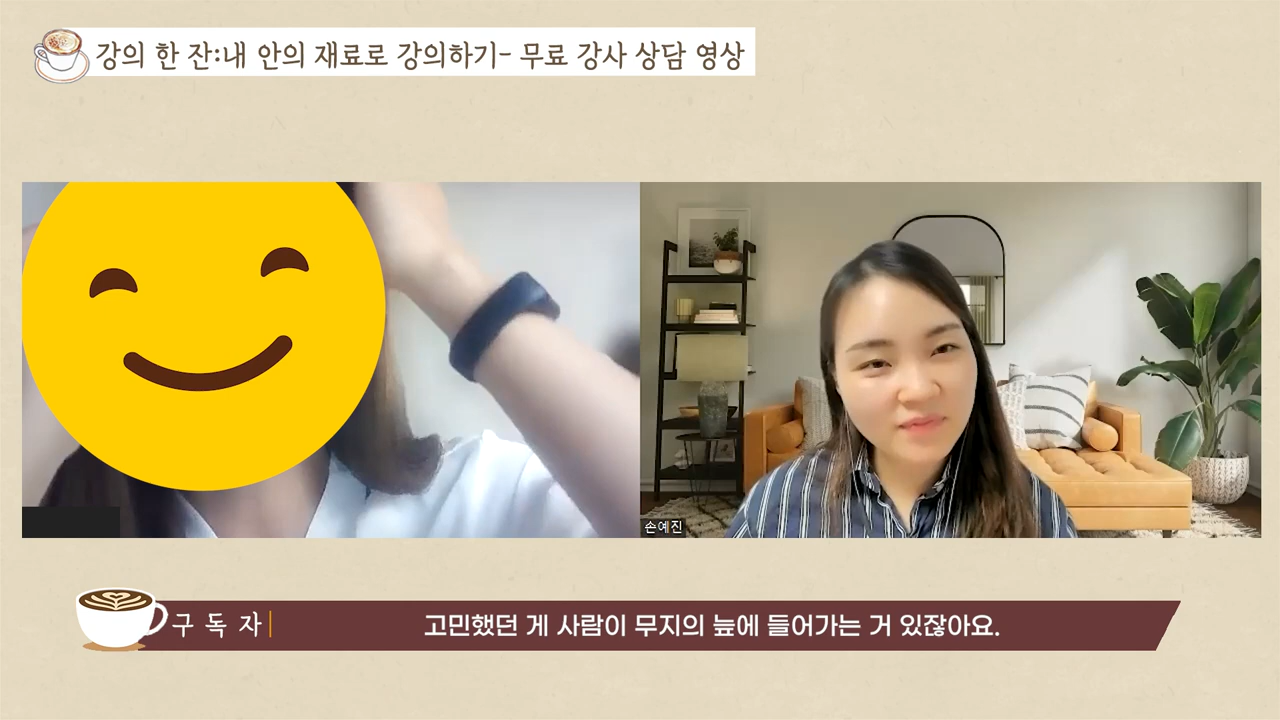 강의 한 잔:내 안의 재료로 강의하기- 무료 강사 상담 영상
손예진
구 독 자
고민했던 게 사람이 무지의 늪에 들어가는 거 있잖아요.